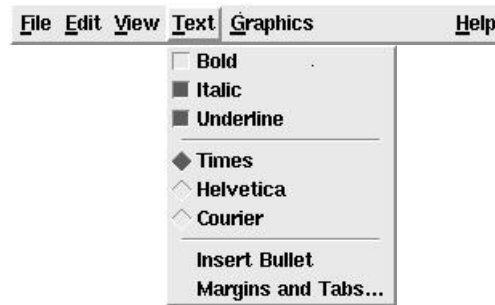 File Edit View Text Graphics Help
Bold
Italic
Underline
Times
Helvetica
Courier
Insert Bullet
Margins and Tabs...